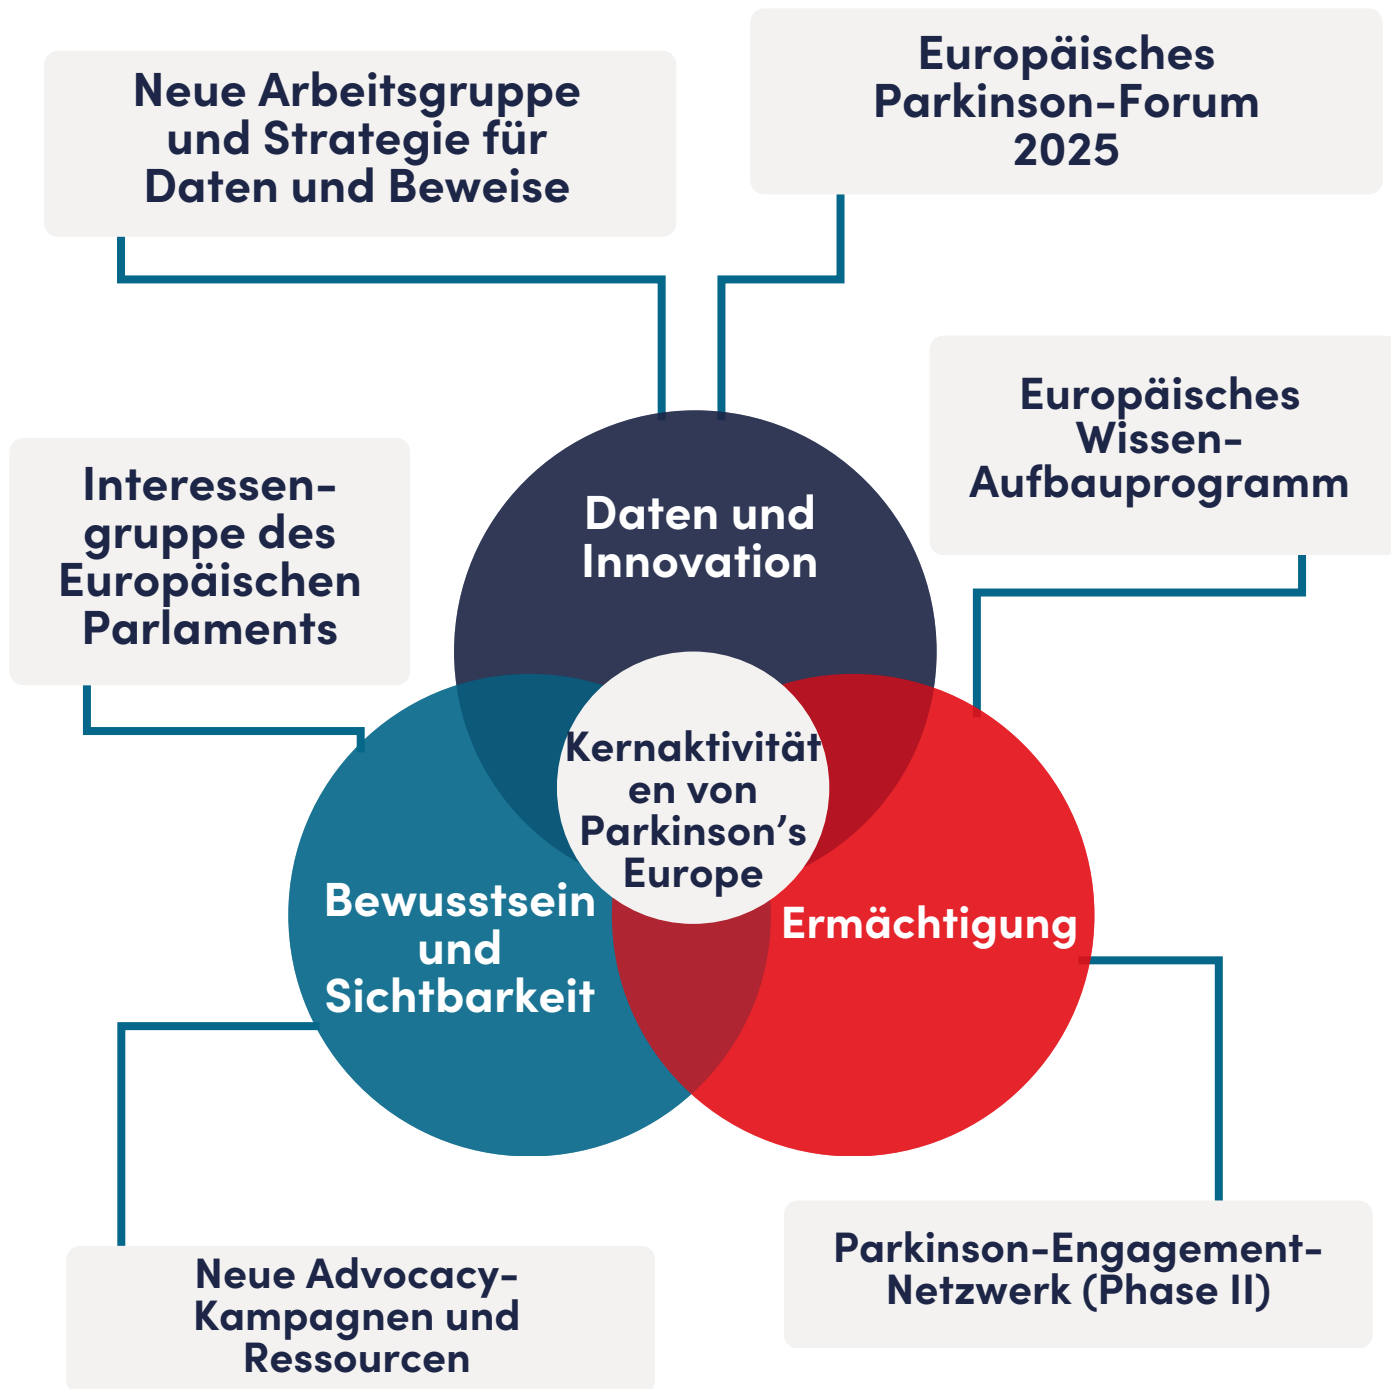 Neue Arbeitsgruppe
und Strategie für
Daten und Beweise
Europäisches
Parkinson-Forum
2025
Europäisches
Wissen-
Aufbauprogramm
Interessen-
gruppe des
Europäischen
Parlaments
Daten und
Innovation
Kernaktivität
en von
Parkinson’s
Europe
Bewusstsein
und
Sichtbarkeit
Ermächtigung
Neue Advocacy-
Kampagnen und
Ressourcen
Parkinson-Engagement-
Netzwerk (Phase II)